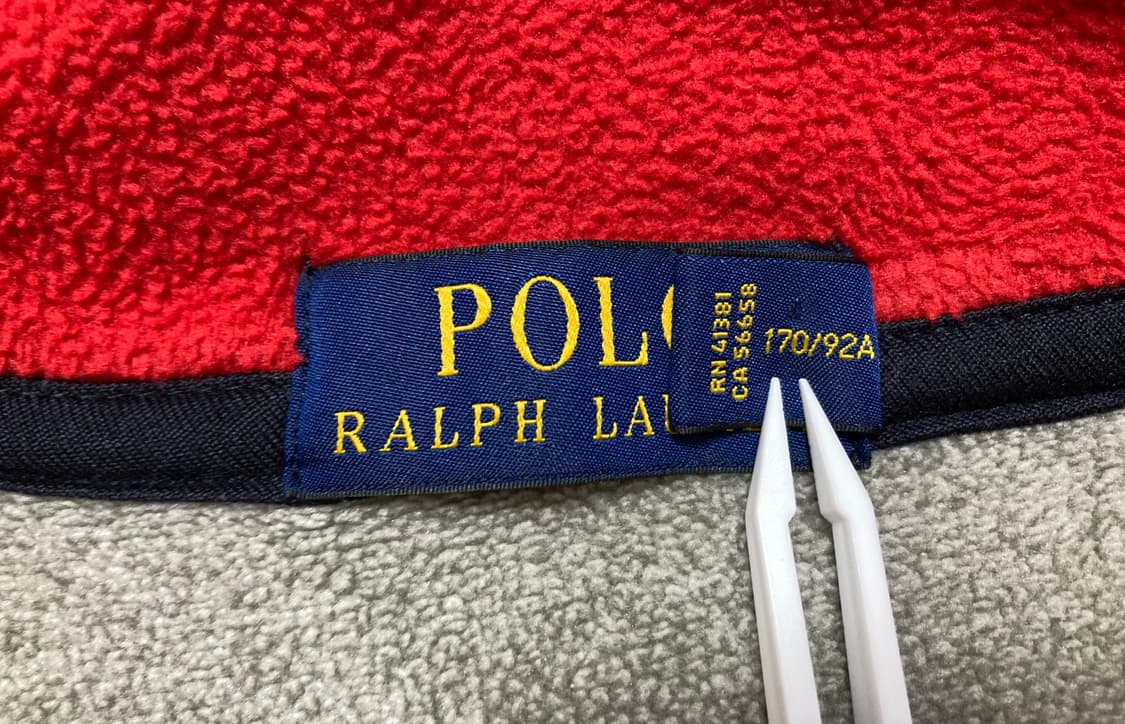 POLO
RALPH LAU
RN 41381
CA 56658
170/92A